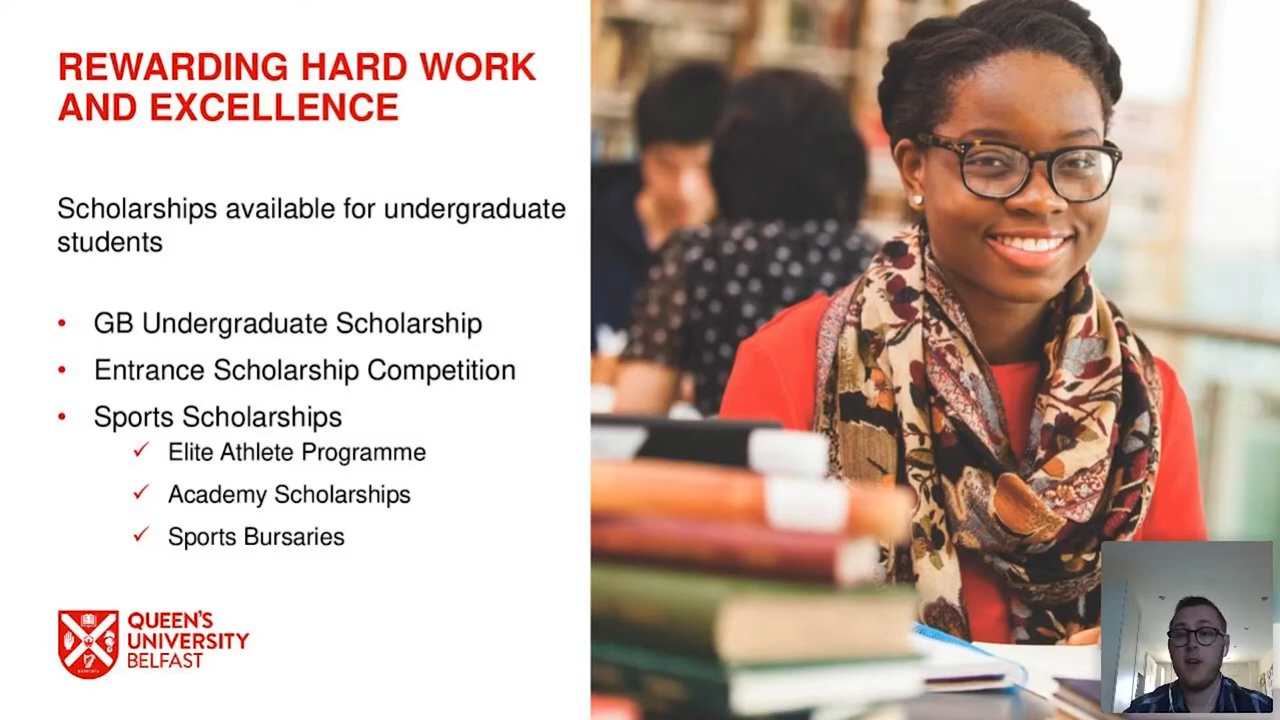 REWARDING HARD WORK
AND EXCELLENCE
Scholarships available for undergraduate
students
• GB Undergraduate Scholarship
• Entrance Scholarship Competition
• Sports Scholarships
✓ Elite Athlete Programme
✓ Academy Scholarships
✓ Sports Bursaries
QUEEN'S
UNIVERSITY
BELFAST